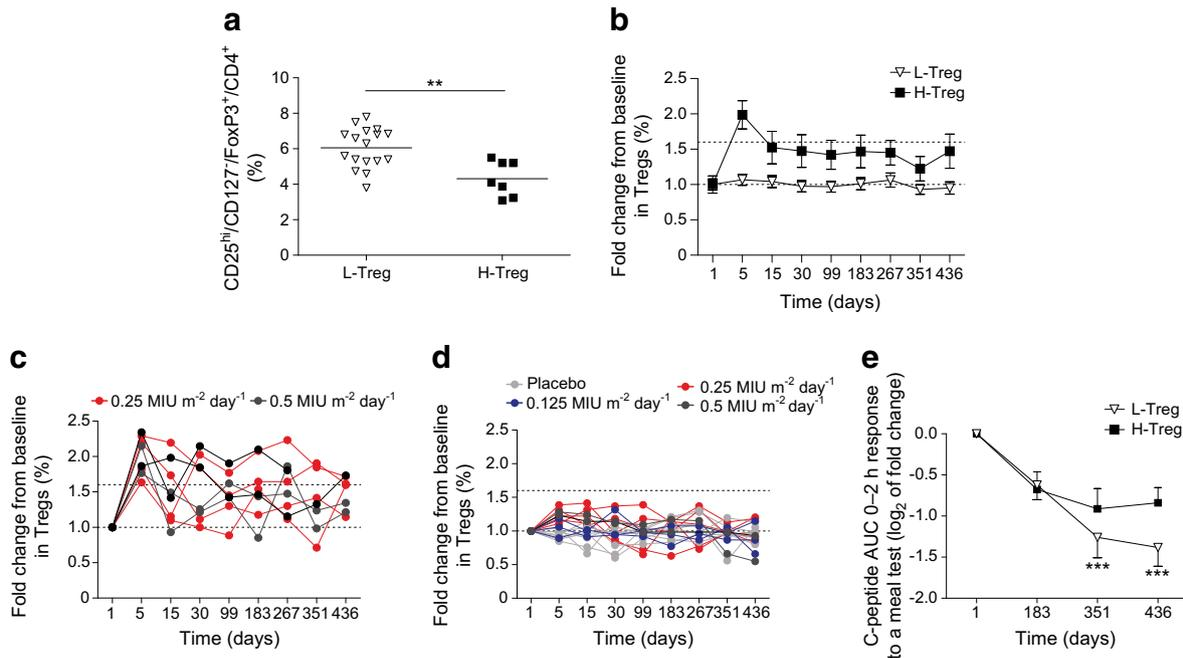 a
CD25hi/CD127-/FoxP3+/CD4+
(%)
10
8
6
4
2
0
**
L-Treg
H-Treg
b
Fold change from baseline
in Tregs (%)
2.5
2.0
1.5
1.0
0.5
0
L-Treg
H-Treg
1 5 15 30 99 183 267 351 436
Time (days)
c
0.25 MIU m-2 day-1
0.5 MIU m-2 day-1
Fold change from baseline
in Tregs (%)
2.5
2.0
1.5
1.0
0.5
0
1 5 15 30 99 183 267 351 436
Time (days)
d
Placebo
0.125 MIU m-2 day-1
0.25 MIU m-2 day-1
0.5 MIU m-2 day-1
Fold change from baseline
in Tregs (%)
2.5
2.0
1.5
1.0
0.5
0
1 5 15 30 99 183 267 351 436
Time (days)
e
C-peptide AUC 0–2 h response
to a meal test (log2 of fold change)
0.0
-0.5
-1.0
-1.5
-2.0
L-Treg
H-Treg
***
***
1 183 351 436
Time (days)